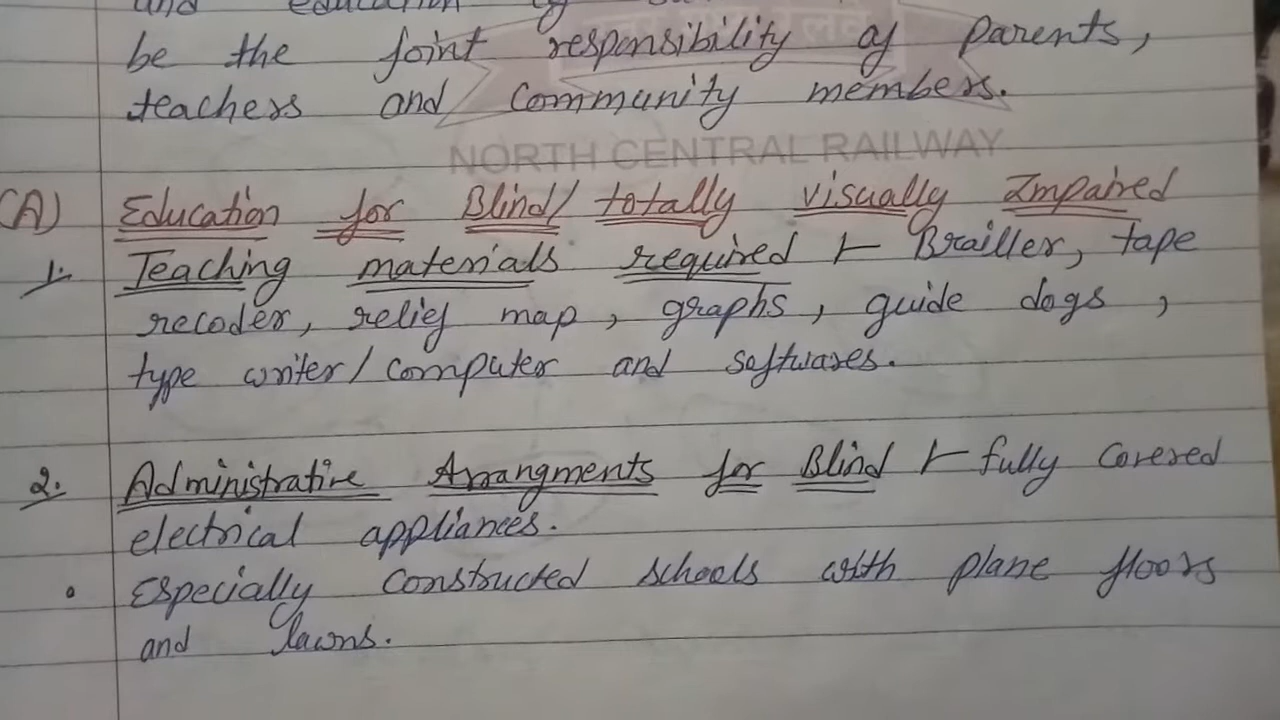 and education
be the joint responsibility of parents,
teachers and Community members.
NORTH CENTRAL RAILWAY
(A) Education for Blind/ totally visually Impaired
1. Teaching materials required :- Brailler, tape
recoder, relief map, graphs, guide dogs,
type writer/computer and softwares.
2. Administrative Arrangments for Blind :- fully covered
electrical appliances.
• Especially constructed schools with plane floors
and lawns.